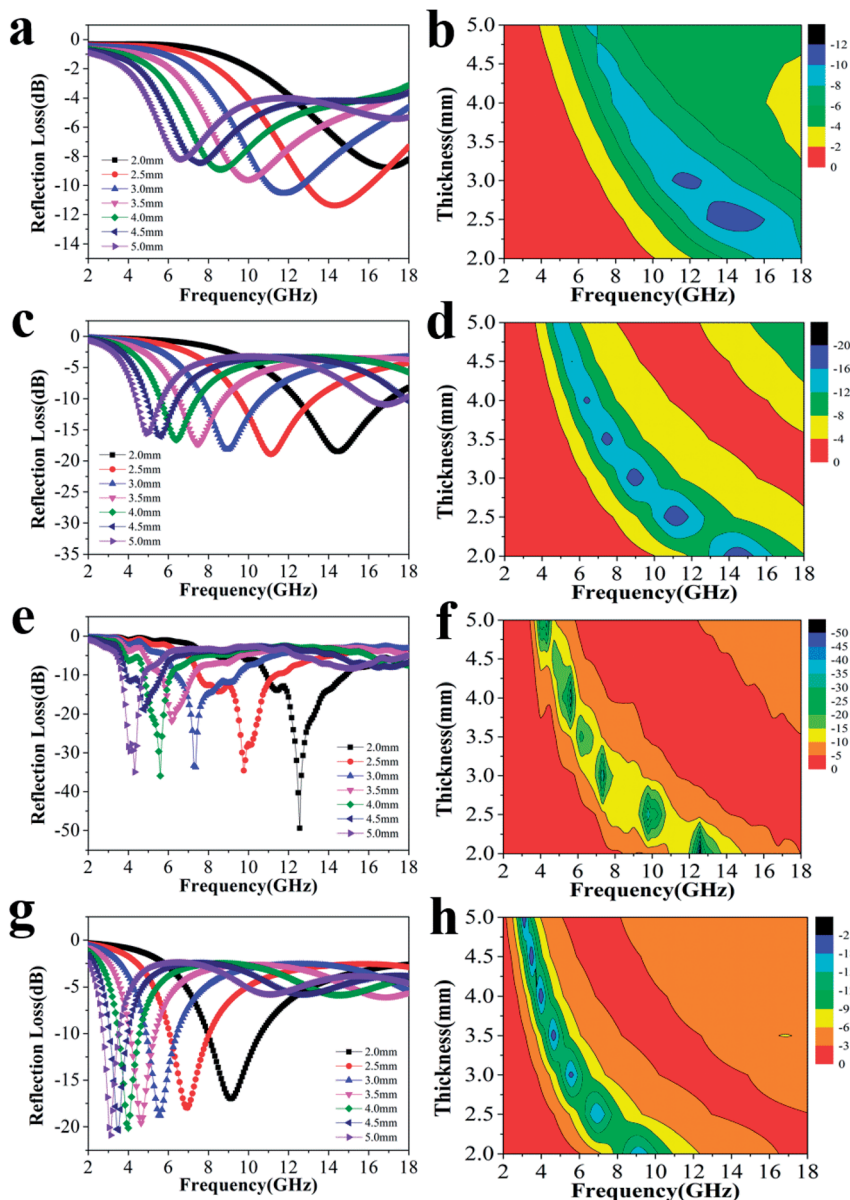 a
Reflection Loss(dB)
0
-2
-4
-6
-8
-10
-12
-14
2.0mm
2.5mm
3.0mm
3.5mm
4.0mm
4.5mm
5.0mm
2 4 6 8 10 12 14 16 18
Frequency(GHz)
b
Thickness(mm)
5.0
4.5
4.0
3.5
3.0
2.5
2.0
2 4 6 8 10 12 14 16 18
Frequency(GHz)
-12
-10
-8
-6
-4
-2
0
c
Reflection Loss(dB)
0
-5
-10
-15
-20
-25
-30
-35
2.0mm
2.5mm
3.0mm
3.5mm
4.0mm
4.5mm
5.0mm
2 4 6 8 10 12 14 16 18
Frequency(GHz)
d
Thickness(mm)
5.0
4.5
4.0
3.5
3.0
2.5
2.0
2 4 6 8 10 12 14 16 18
Frequency(GHz)
-20
-16
-12
-8
-4
0
e
Reflection Loss(dB)
0
-10
-20
-30
-40
-50
2.0mm
2.5mm
3.0mm
3.5mm
4.0mm
4.5mm
5.0mm
2 4 6 8 10 12 14 16 18
Frequency(GHz)
f
Thickness(mm)
5.0
4.5
4.0
3.5
3.0
2.5
2.0
2 4 6 8 10 12 14 16 18
Frequency(GHz)
-50
-45
-40
-35
-30
-25
-20
-15
-10
-5
0
g
Reflection Loss(dB)
0
-5
-10
-15
-20
2.0mm
2.5mm
3.0mm
3.5mm
4.0mm
4.5mm
5.0mm
2 4 6 8 10 12 14 16 18
Frequency(GHz)
h
Thickness(mm)
5.0
4.5
4.0
3.5
3.0
2.5
2.0
2 4 6 8 10 12 14 16 18
Frequency(GHz)
-2
-1
-1
-1
-9
-6
-3
0